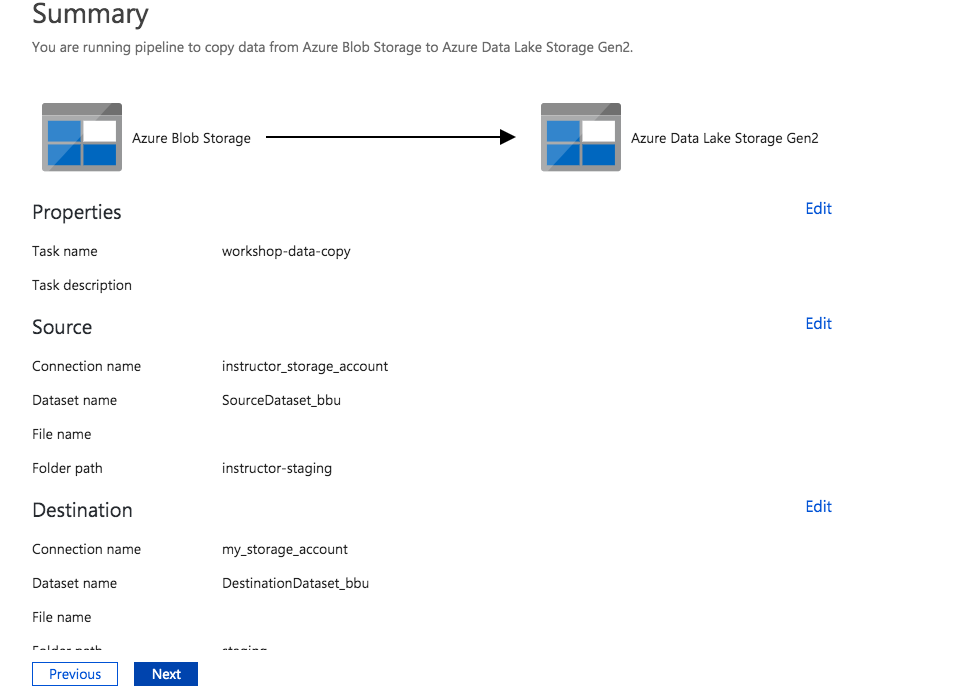 Summary
You are running pipeline to copy data from Azure Blob Storage to Azure Data Lake Storage Gen2.
Azure Blob Storage Azure Data Lake Storage Gen2
Properties Edit
Task name workshop-data-copy
Task description
Source Edit
Connection name instructor_storage_account
Dataset name SourceDataset_bbu
File name
Folder path instructor-staging
Destination Edit
Connection name my_storage_account
Dataset name DestinationDataset_bbu
File name
Folder path staging
Previous Next